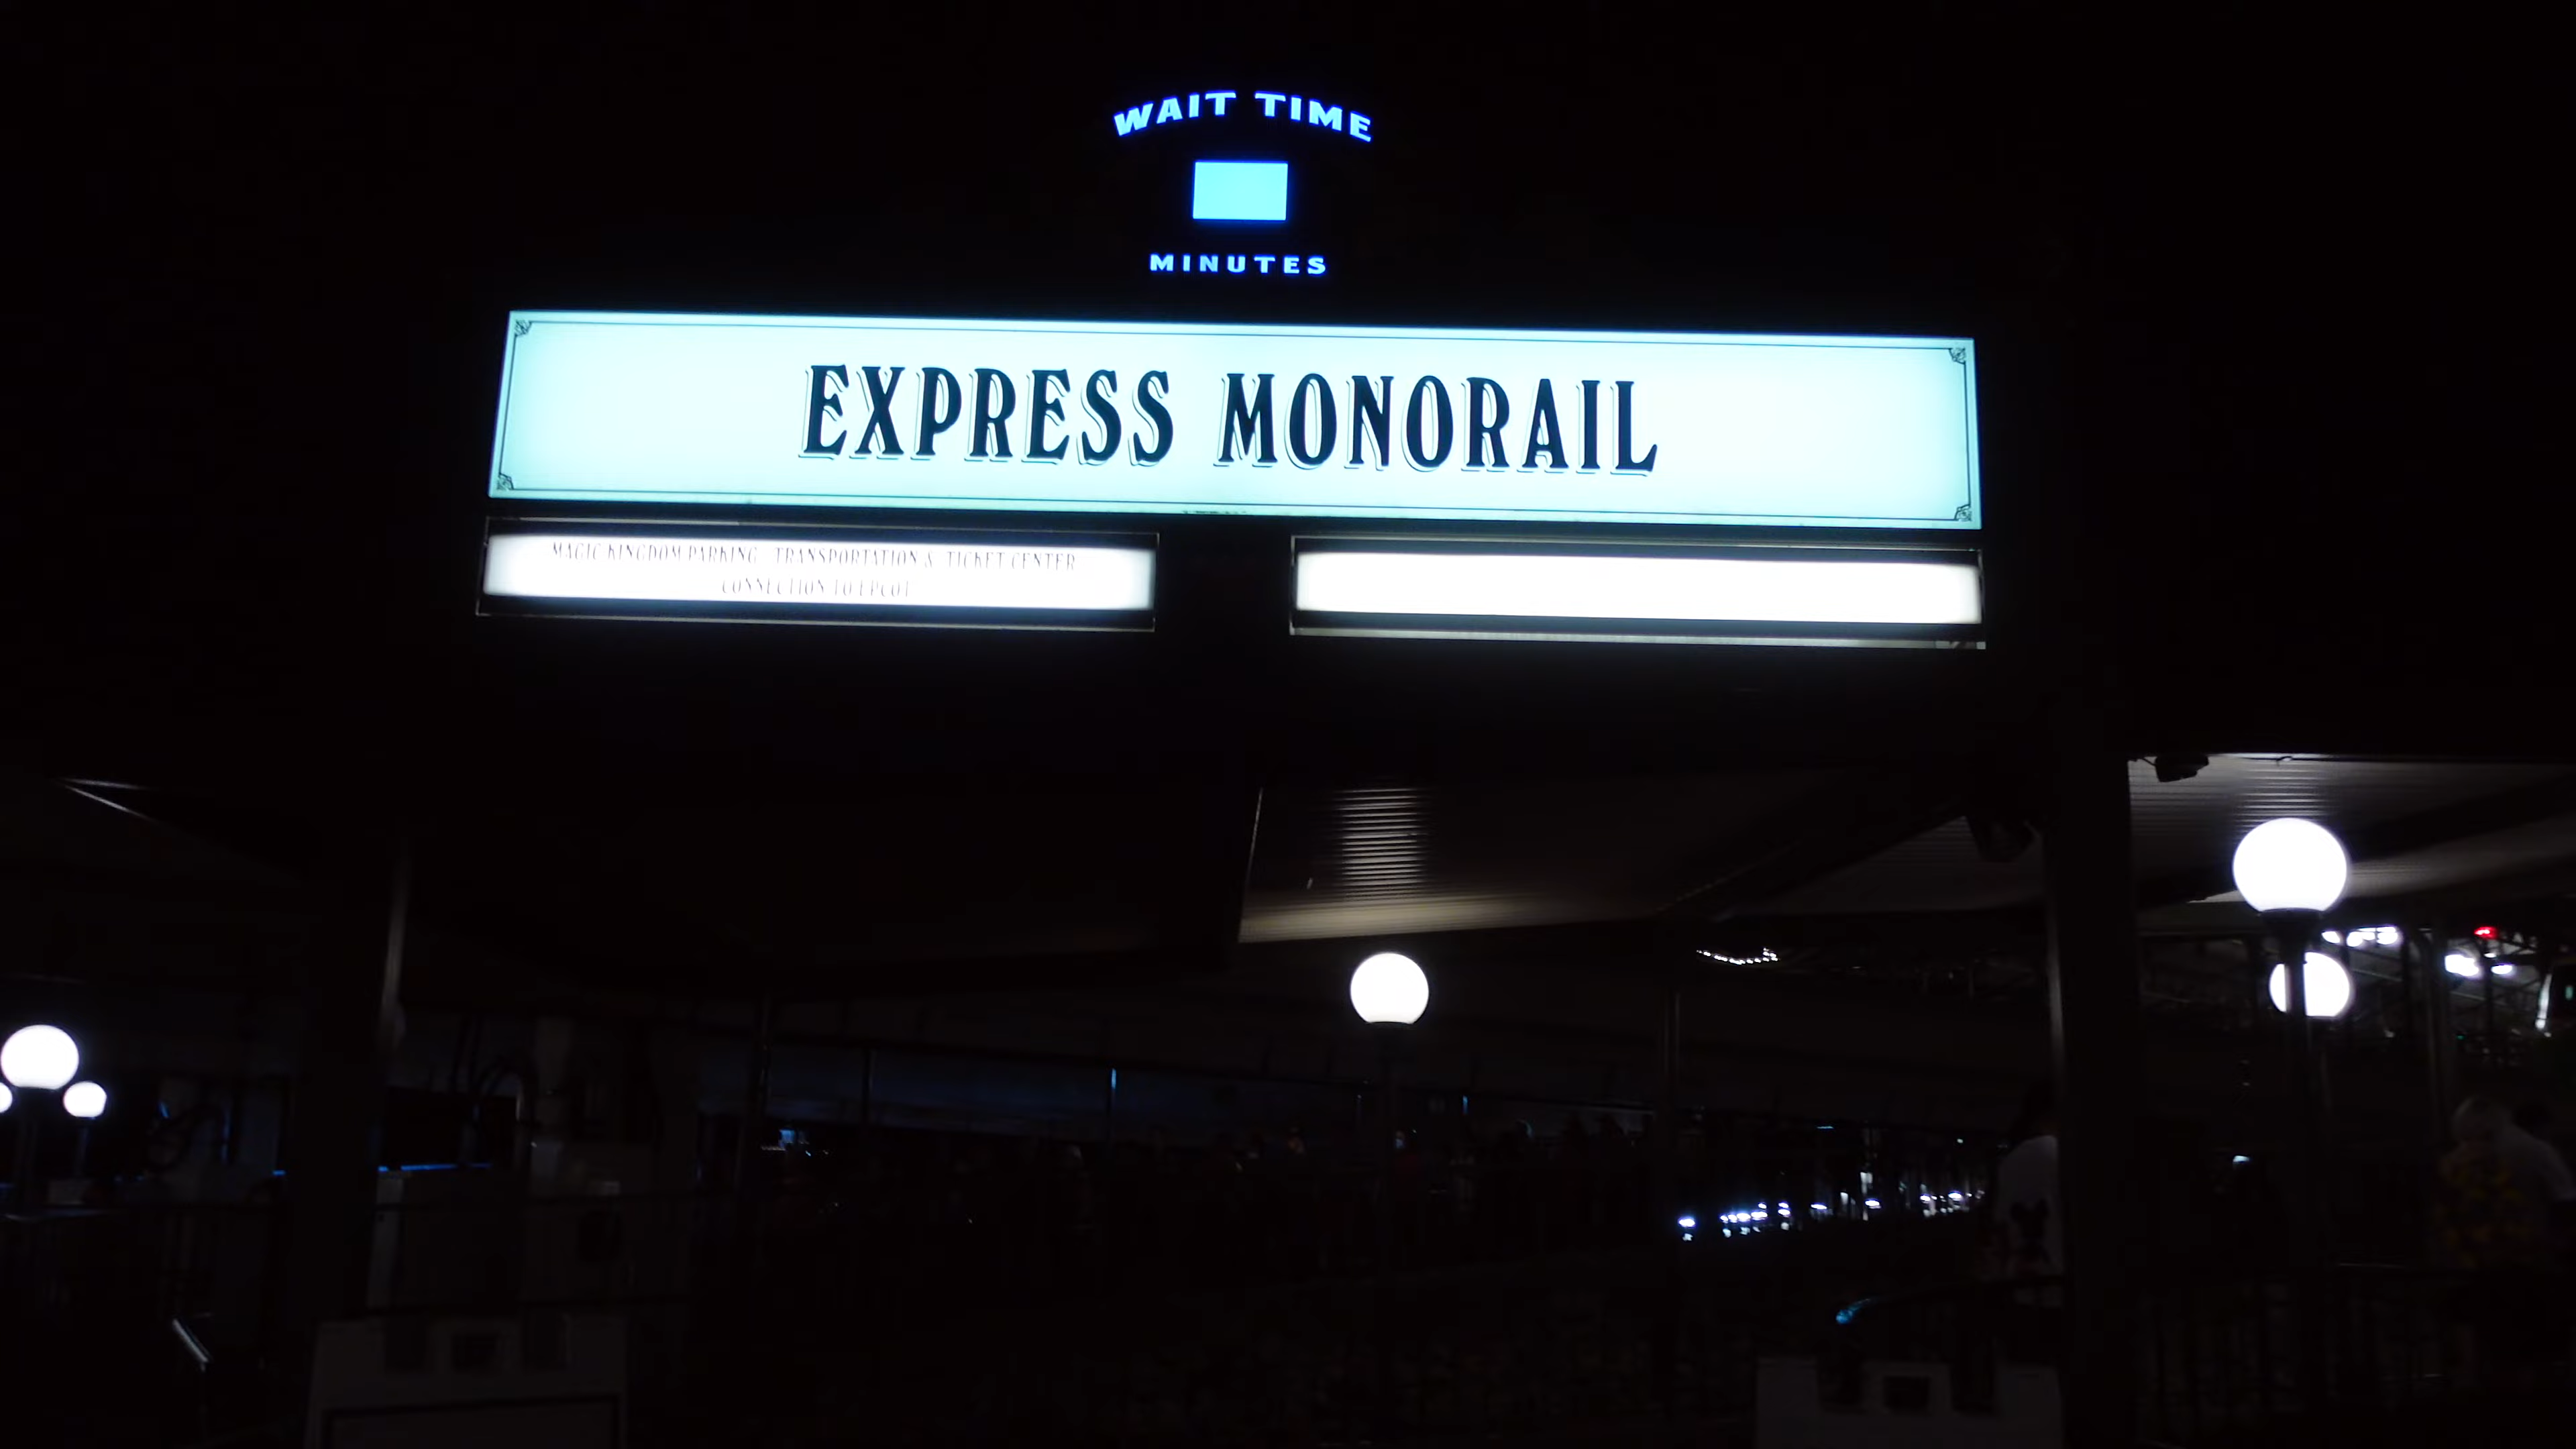 WAIT TIME
MINUTES
EXPRESS MONORAIL
MAGIC KINGDOM PARKING TRANSPORTATION & TICKET CENTER
CONNECTION TO EPCOT